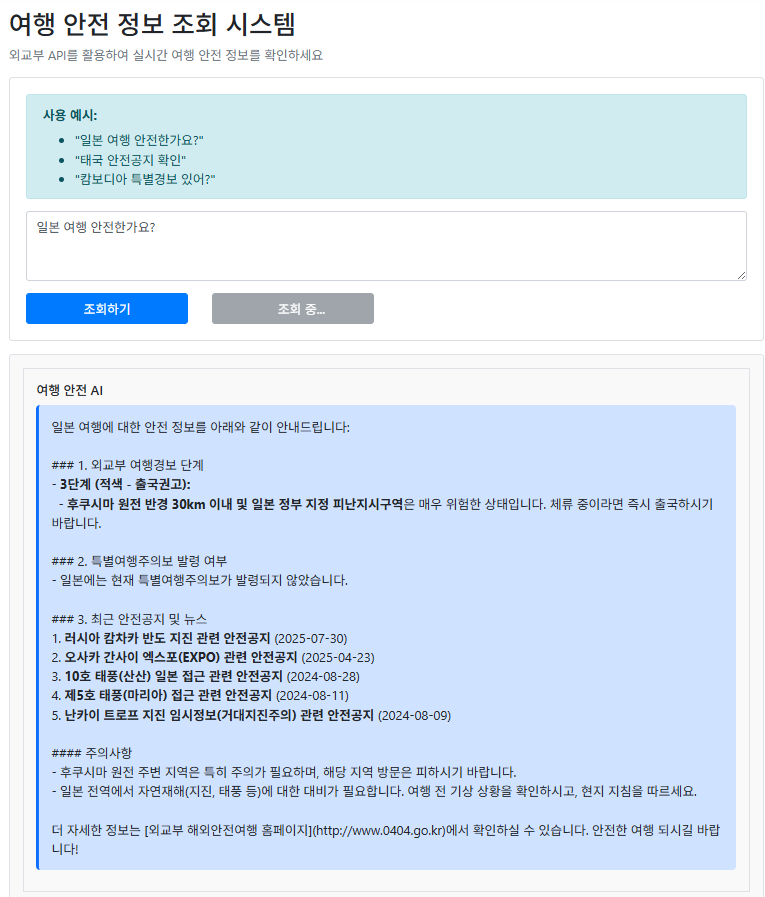 여행 안전 정보 조회 시스템
외교부 API를 활용하여 실시간 여행 안전 정보를 확인하세요
사용 예시:
• "일본 여행 안전한가요?"
• "태국 안전공지 확인"
• "캄보디아 특별경보 있어?"
일본 여행 안전한가요?
조회하기
조회 중...
여행 안전 AI
일본 여행에 대한 안전 정보를 아래와 같이 안내드립니다:
### 1. 외교부 여행경보 단계
- 3단계 (적색 - 출국권고):
- 후쿠시마 원전 반경 30km 이내 및 일본 정부 지정 피난지시구역은 매우 위험한 상태입니다. 체류 중이라면 즉시 출국하시기
바랍니다.
### 2. 특별여행주의보 발령 여부
- 일본에는 현재 특별여행주의보가 발령되지 않았습니다.
### 3. 최근 안전공지 및 뉴스
1. 러시아 캄차카 반도 지진 관련 안전공지 (2025-07-30)
2. 오사카 간사이 엑스포(EXPO) 관련 안전공지 (2025-04-23)
3. 10호 태풍(산산) 일본 접근 관련 안전공지 (2024-08-28)
4. 제5호 태풍(마리아) 접근 관련 안전공지 (2024-08-11)
5. 난카이 트로프 지진 임시정보(거대지진주의) 관련 안전공지 (2024-08-09)
#### 주의사항
- 후쿠시마 원전 주변 지역은 특히 주의가 필요하며, 해당 지역 방문은 피하시기 바랍니다.
- 일본 전역에서 자연재해(지진, 태풍 등)에 대한 대비가 필요합니다. 여행 전 기상 상황을 확인하시고, 현지 지침을 따르세요.
더 자세한 정보는 [외교부 해외안전여행 홈페이지](http://www.0404.go.kr)에서 확인하실 수 있습니다. 안전한 여행 되시길 바랍
니다!